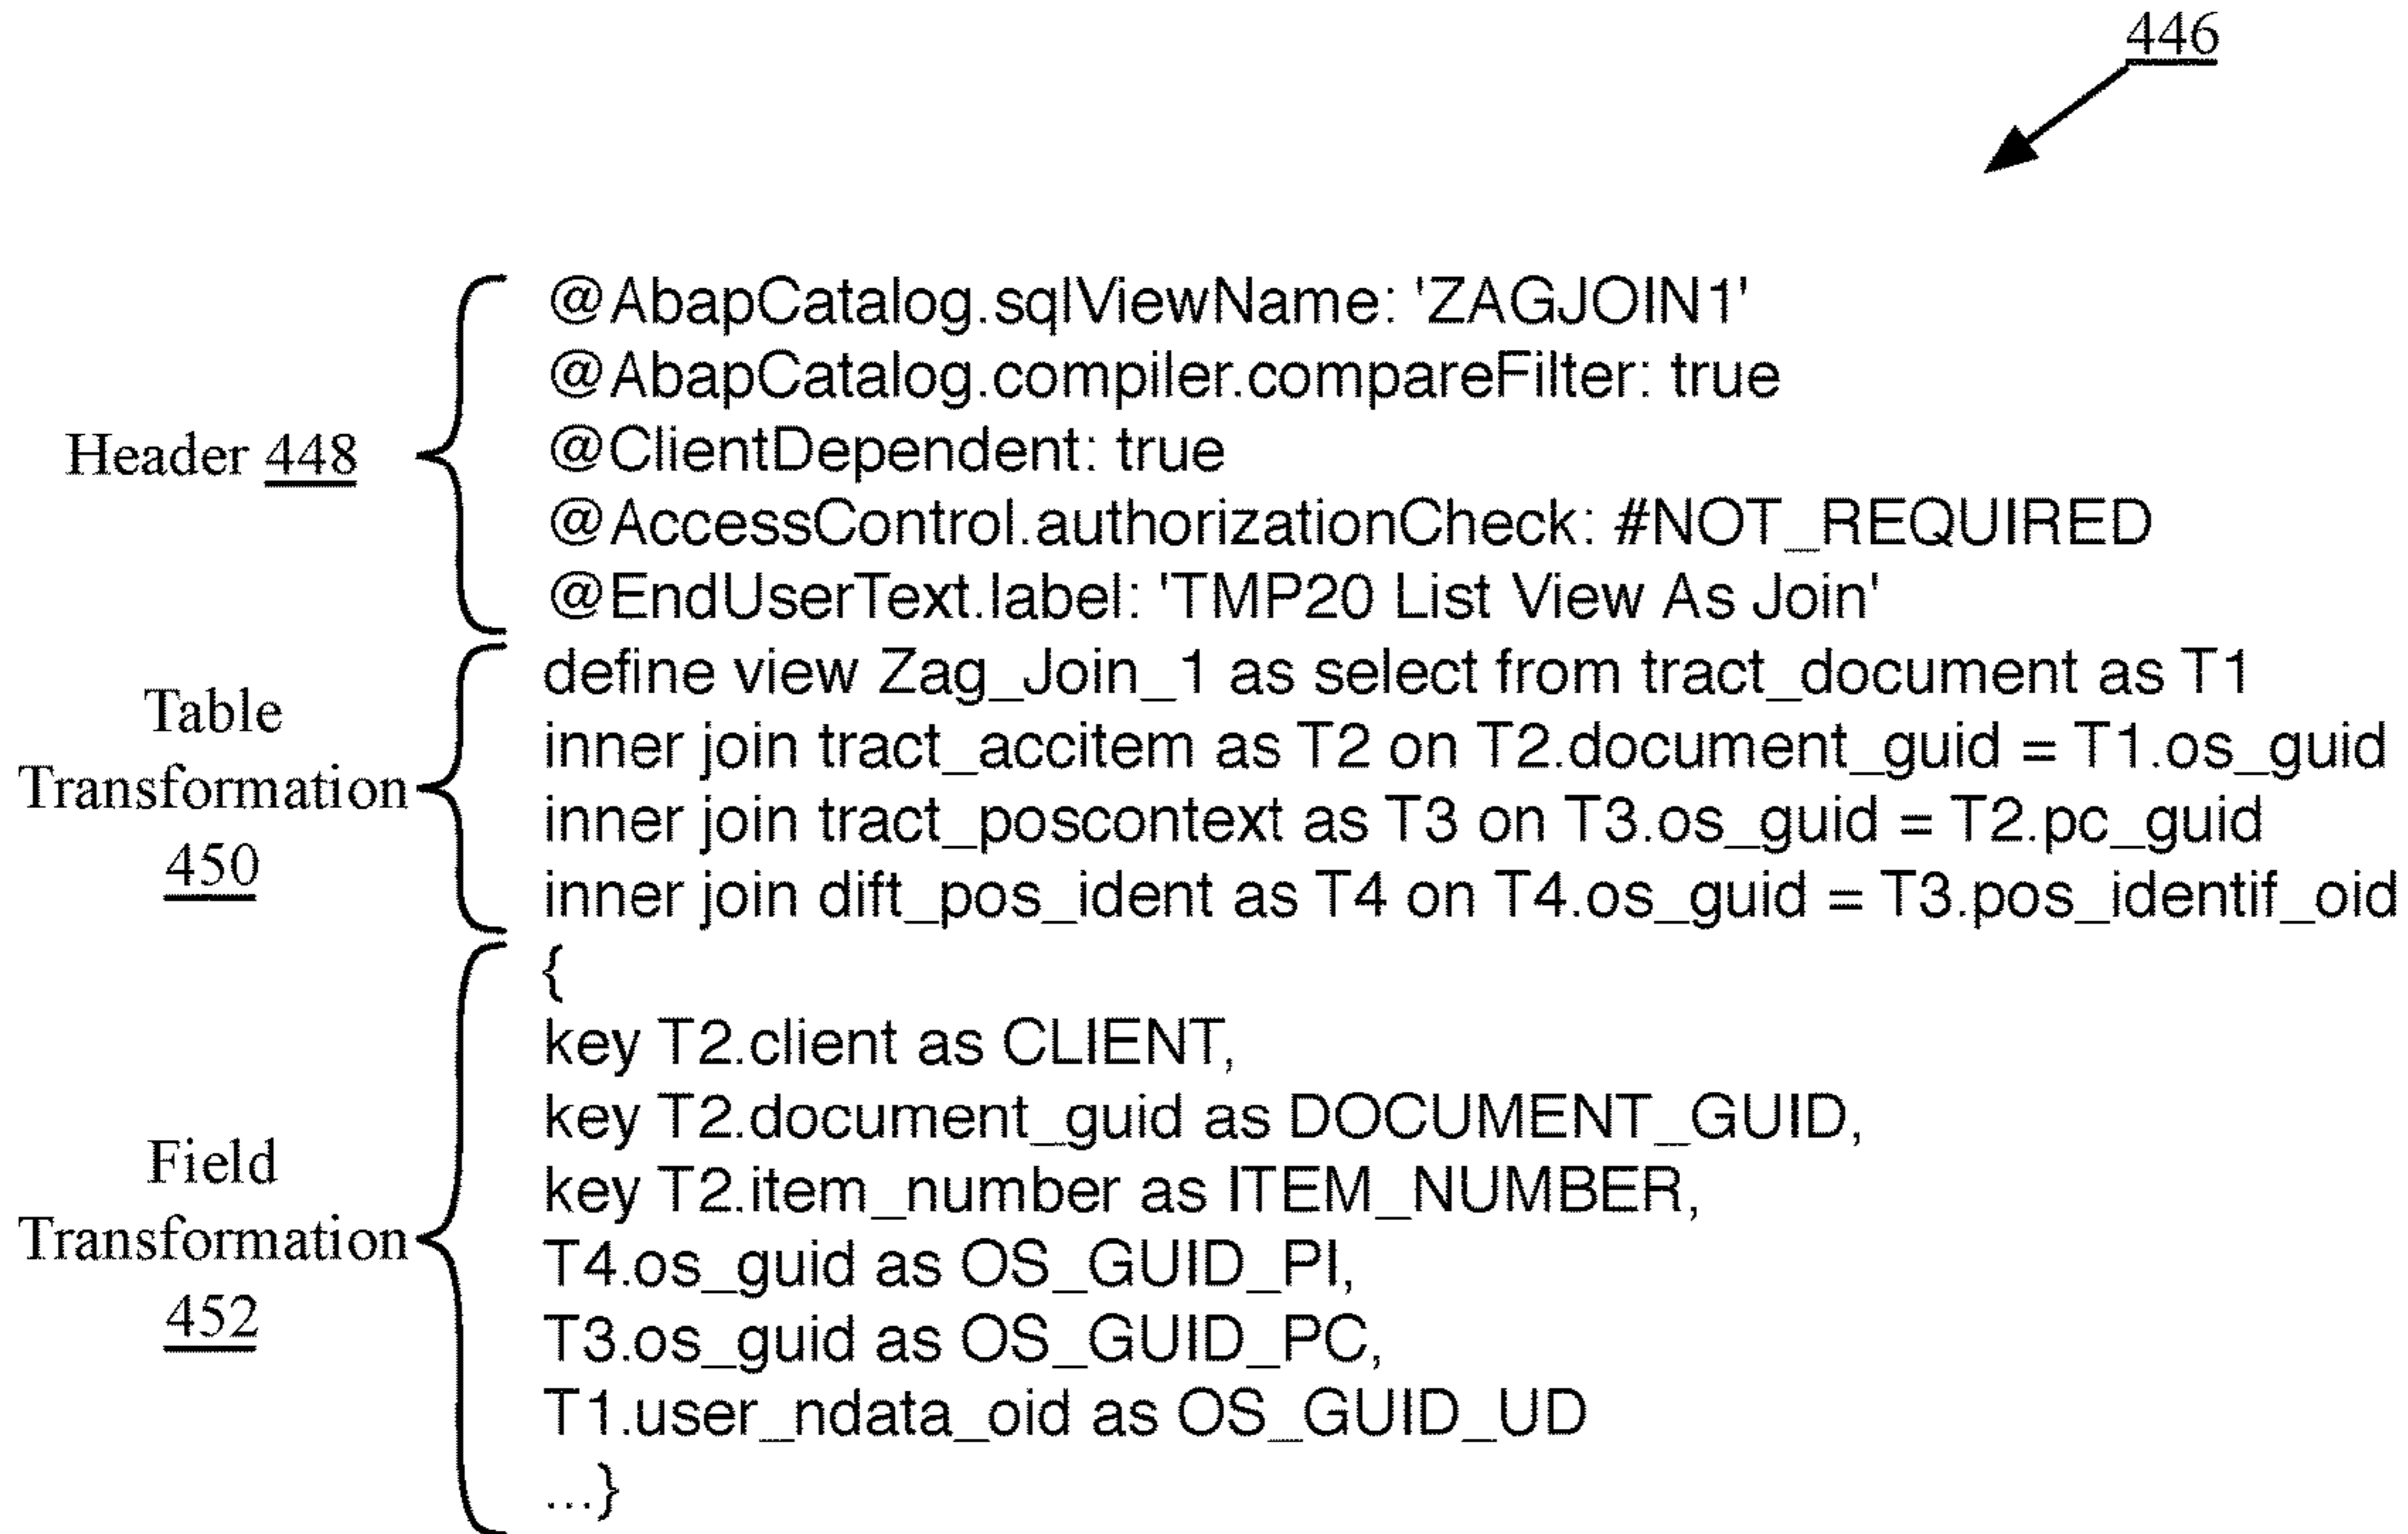 446
Header 448
@AbapCatalog.sqlViewName: 'ZAGJOIN1'
@AbapCatalog.compiler.compareFilter: true
@ClientDependent: true
@AccessControl.authorizationCheck: #NOT_REQUIRED
@EndUserText.label: 'TMP20 List View As Join'
Table
Transformation
450
define view Zag_Join_1 as select from tract_document as T1
inner join tract_accitem as T2 on T2.document_guid = T1.os_guid
inner join tract_poscontext as T3 on T3.os_guid = T2.pc_guid
inner join dift_pos_ident as T4 on T4.os_guid = T3.pos_identif_oid
Field
Transformation
452
{
key T2.client as CLIENT,
key T2.document_guid as DOCUMENT_GUID,
key T2.item_number as ITEM_NUMBER,
T4.os_guid as OS_GUID_PI,
T3.os_guid as OS_GUID_PC,
T1.user_ndata_oid as OS_GUID_UD
...}